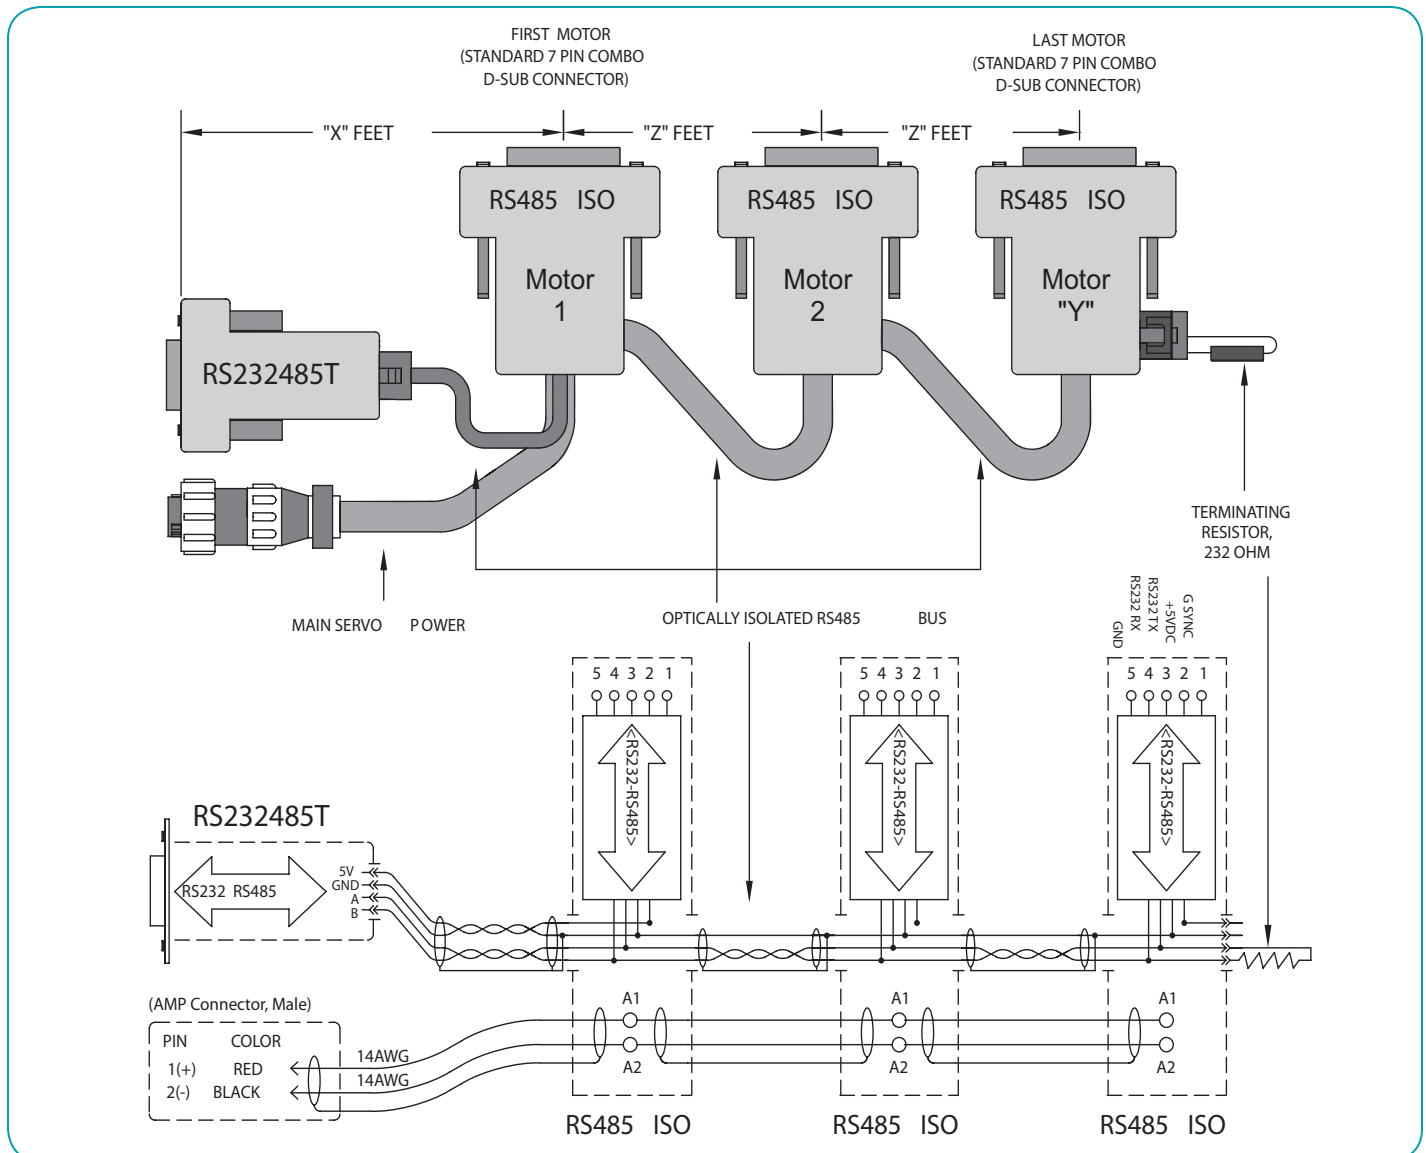 FIRST MOTOR
(STANDARD 7 PIN COMBO
D-SUB CONNECTOR)
LAST MOTOR
(STANDARD 7 PIN COMBO
D-SUB CONNECTOR)
"X" FEET
"Z" FEET
"Z" FEET
RS485 ISO
RS485 ISO
RS485 ISO
Motor
1
Motor
2
Motor
"Y"
RS232485T
TERMINATING
RESISTOR,
232 OHM
MAIN SERVO POWER
OPTICALLY ISOLATED RS485 BUS
GND
RS232 RX
RS232 TX
+5VDC
G SYNC
5 4 3 2 1
5 4 3 2 1
5 4 3 2 1
<RS232-RS485>
<RS232-RS485>
<RS232-RS485>
RS232485T
RS232 RS485
5V
GND
A
B
(AMP Connector, Male)
PIN COLOR
1(+) RED
2(-) BLACK
14AWG
14AWG
A1
A1
A1
A2
A2
A2
RS485 ISO
RS485 ISO
RS485 ISO